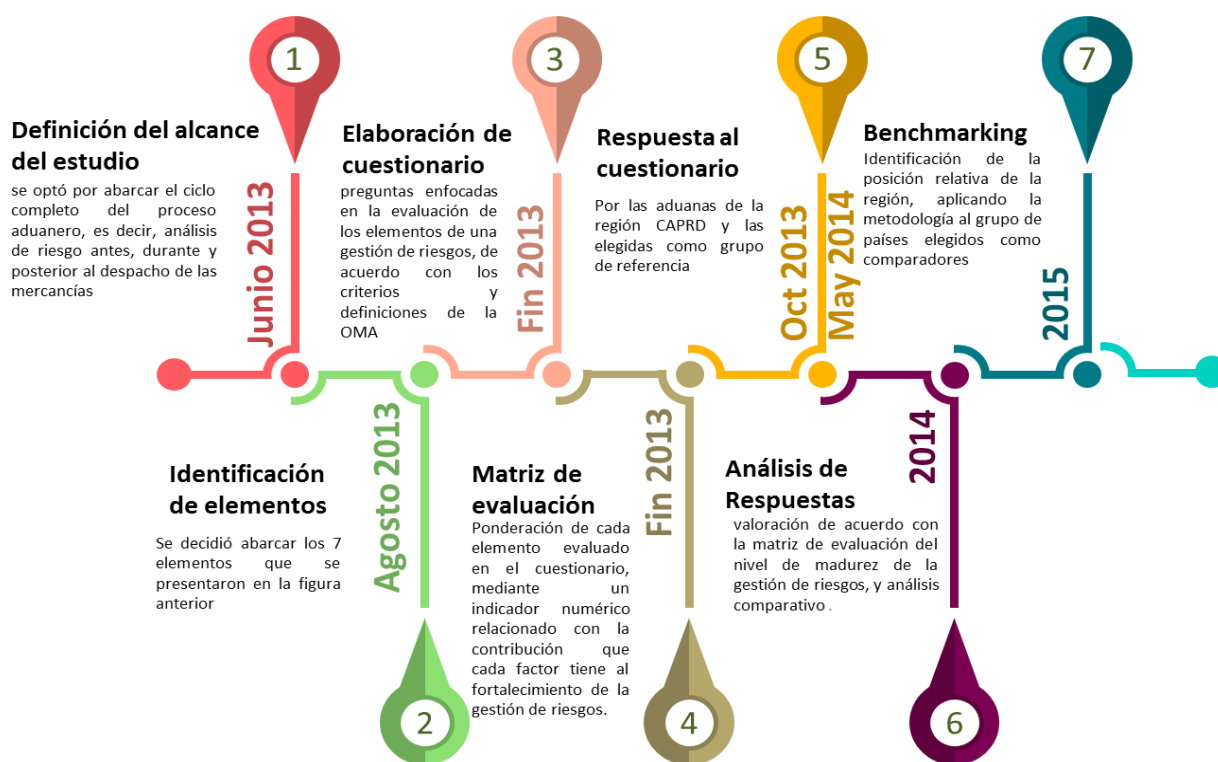 1
Definición del alcance
del estudio
se optó por abarcar el ciclo
completo del proceso
aduanero, es decir, análisis
de riesgo antes, durante y
posterior al despacho de las
mercancías
Junio 2013
2
Identificación
de elementos
Se decidió abarcar los 7
elementos que se
presentaron en la figura
anterior
Agosto 2013
3
Elaboración de
cuestionario
preguntas enfocadas
en la evaluación de
los elementos de una
gestión de riesgos, de
acuerdo con los
criterios y
definiciones de la
OMA
Fin 2013
4
Matriz de
evaluación
Ponderación de cada
elemento evaluado
en el cuestionario,
mediante un
indicador numérico
relacionado con la
contribución que
cada factor tiene al
fortalecimiento de la
gestión de riesgos.
Fin 2013
5
Respuesta al
cuestionario
Por las aduanas de la
región CAPRD y las
elegidas como grupo
de referencia
Oct 2013
May 2014
6
Análisis de
Respuestas
valoración de acuerdo con
la matriz de evaluación del
nivel de madurez de la
gestión de riesgos, y análisis
comparativo .
2014
7
Benchmarking
Identificación de la
posición relativa de la
región, aplicando la
metodología al grupo de
países elegidos como
comparadores
2015